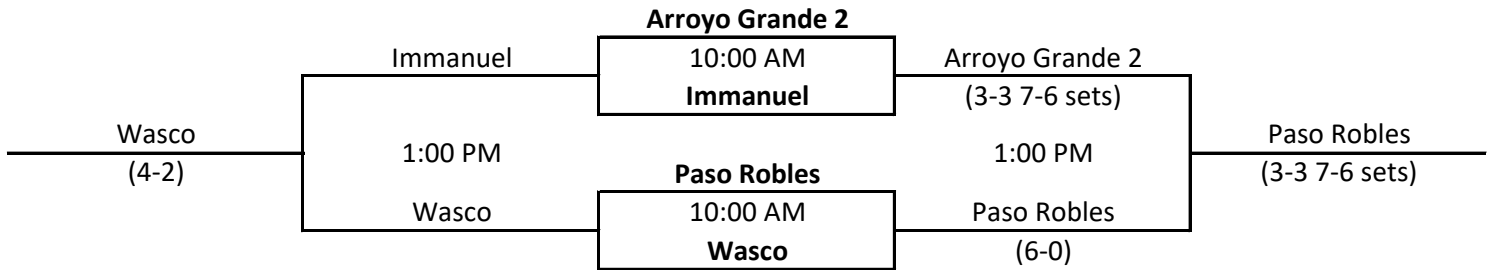 Arroyo Grande 2
Immanuel 10:00 AM Arroyo Grande 2
Immanuel (3-3 7-6 sets)
Wasco 1:00 PM 1:00 PM Paso Robles
(4-2) Paso Robles (3-3 7-6 sets)
Wasco 10:00 AM Paso Robles
Wasco (6-0)